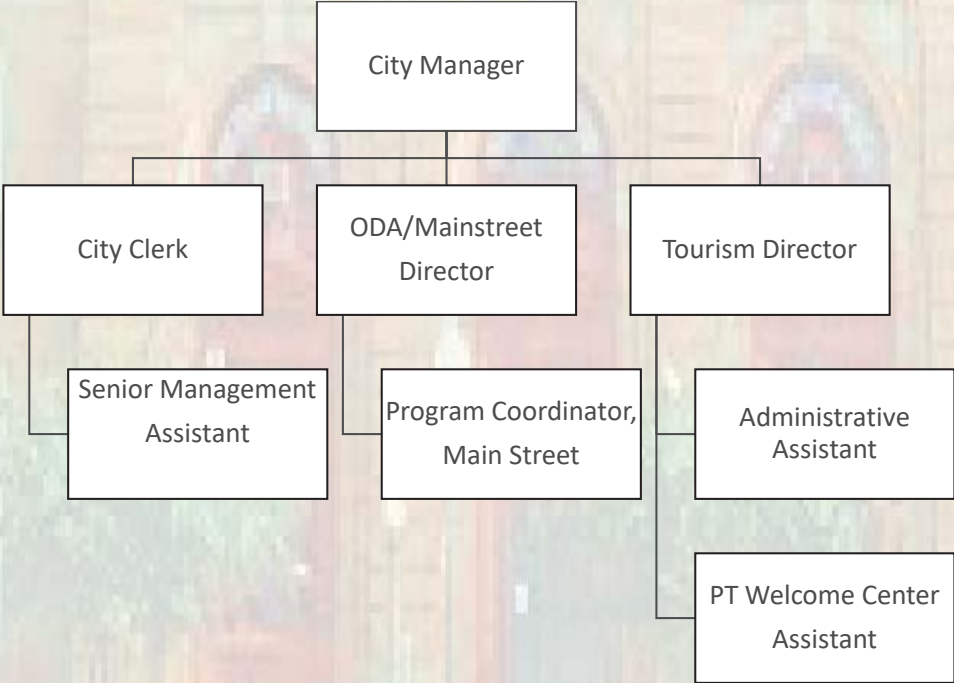 City Manager
City Clerk
ODA/Mainstreet
Director
Tourism Director
Senior Management
Assistant
Program Coordinator,
Main Street
Administrative
Assistant
PT Welcome Center
Assistant